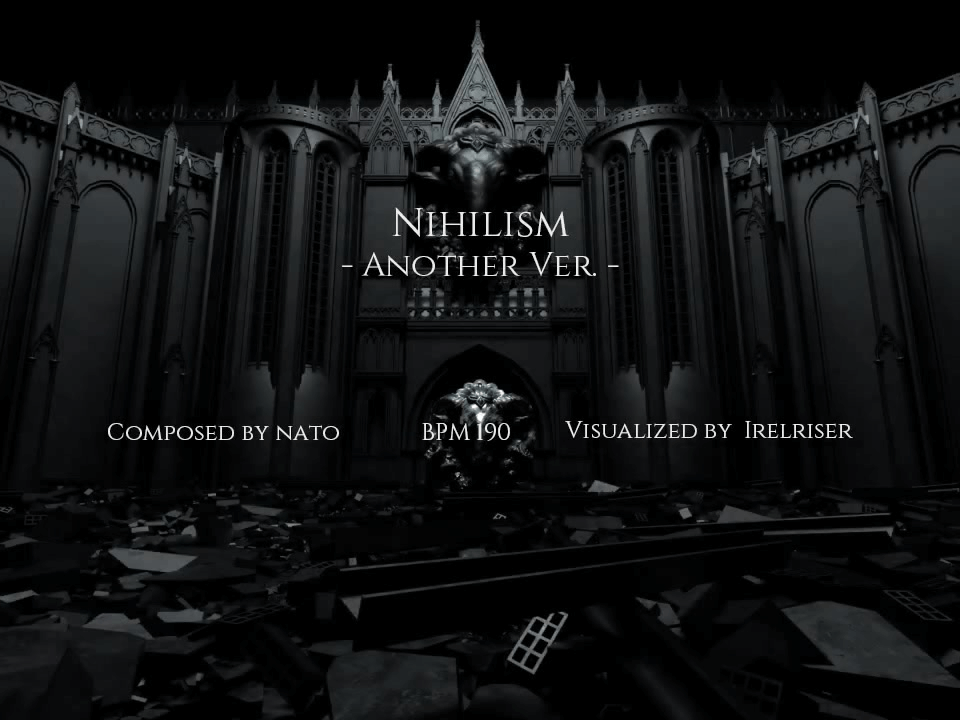 Nihilism
- Another Ver. -
Composed by nato
BPM 190
Visualized by Irelriser